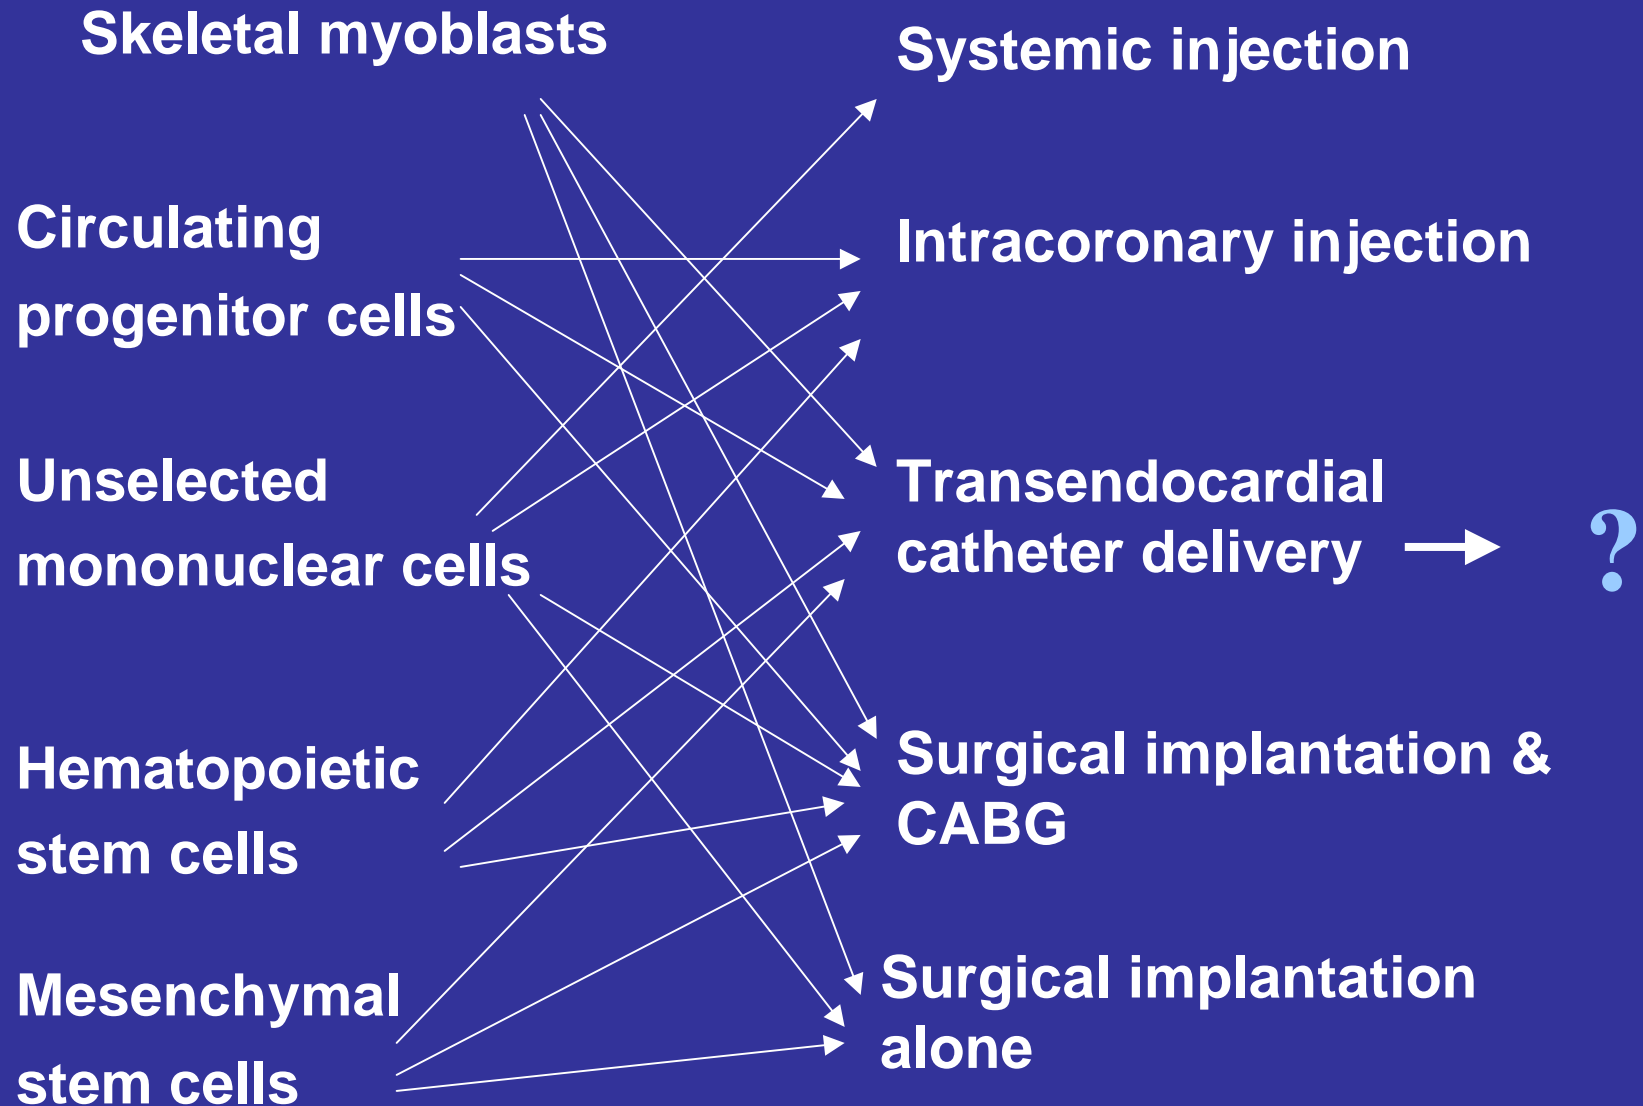 Skeletal myoblasts
Circulating
progenitor cells
Unselected
mononuclear cells
Hematopoietic
stem cells
Mesenchymal
stem cells
Systemic injection
Intracoronary injection
Transendocardial
catheter delivery
?
Surgical implantation &
CABG
Surgical implantation
alone